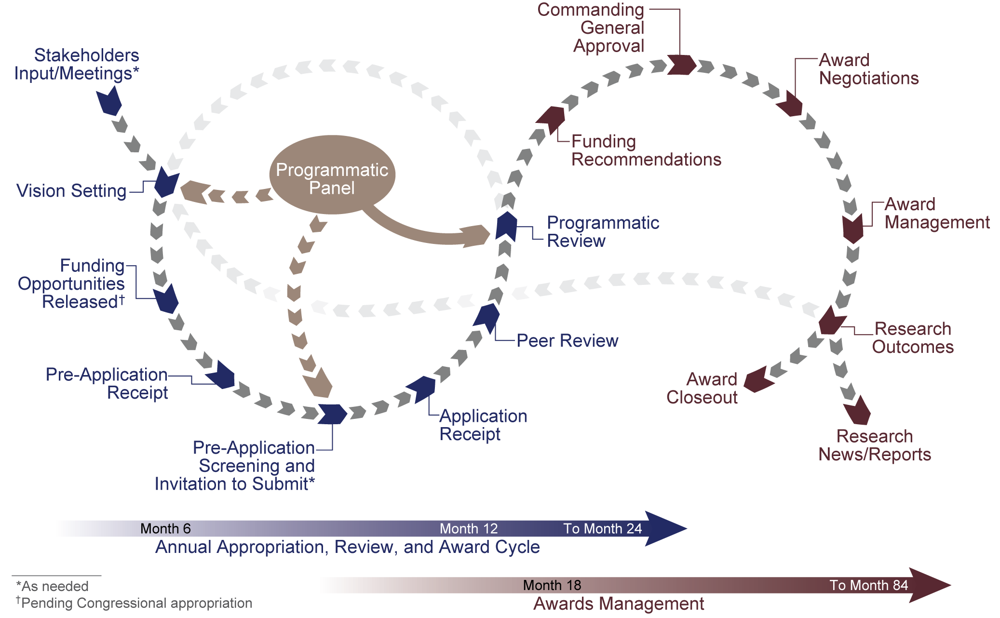 Commanding
General
Approval
Stakeholders
Input/Meetings*
Award
Negotiations
Funding
Recommendations
Programmatic
Panel
Vision Setting
Award
Management
Programmatic
Review
Funding
Opportunities
Released†
Research
Outcomes
Peer Review
Pre-Application
Receipt
Award
Closeout
Application
Receipt
Research
News/Reports
Pre-Application
Screening and
Invitation to Submit*
Month 6 Month 12 To Month 24
Annual Appropriation, Review, and Award Cycle
Month 18 To Month 84
Awards Management
*As needed
†Pending Congressional appropriation